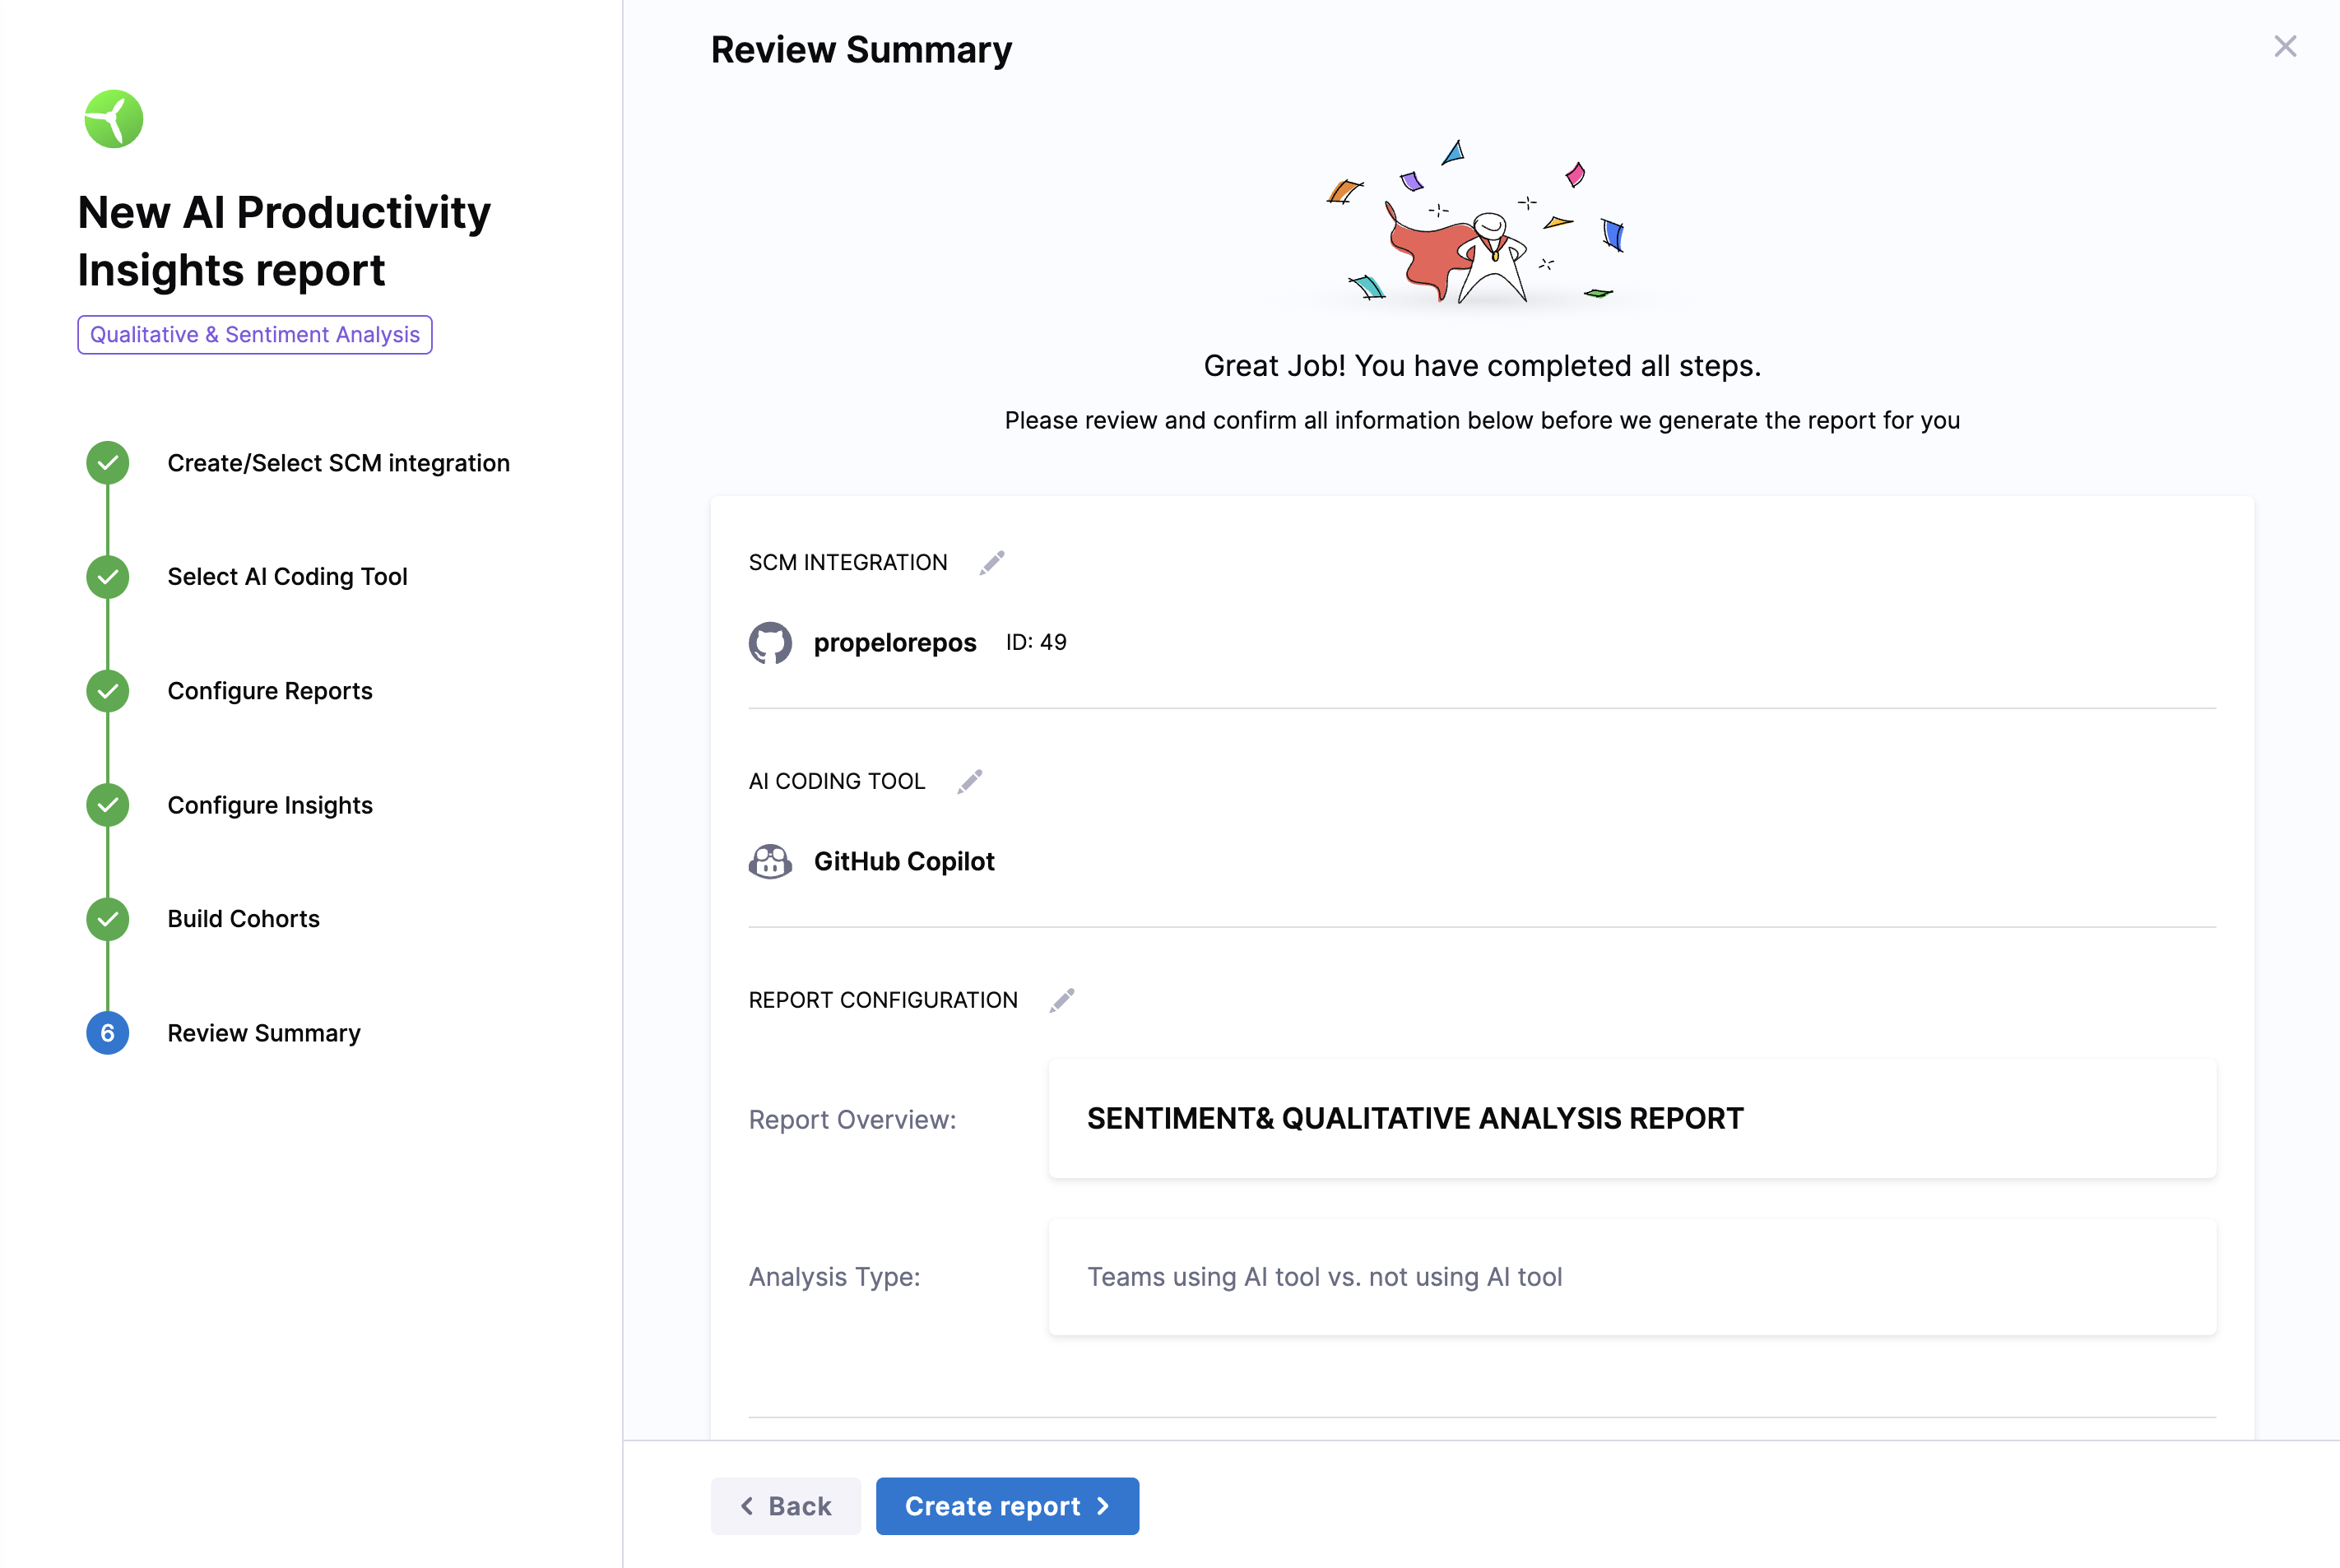 New AI Productivity
Insights report
Qualitative & Sentiment Analysis
Create/Select SCM integration
Select AI Coding Tool
Configure Reports
Configure Insights
Build Cohorts
6 Review Summary
Review Summary
Great Job! You have completed all steps.
Please review and confirm all information below before we generate the report for you
SCM INTEGRATION
propelorepos ID: 49
AI CODING TOOL
GitHub Copilot
REPORT CONFIGURATION
Report Overview: SENTIMENT& QUALITATIVE ANALYSIS REPORT
Analysis Type: Teams using AI tool vs. not using AI tool
Back Create report